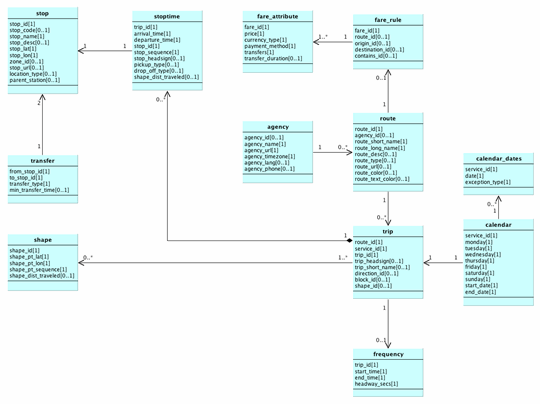 stop
stop_id[1]
stop_code[0..1]
stop_name[1]
stop_desc[0..1]
stop_lat[1]
stop_lon[1]
zone_id[0..1]
stop_url[0..1]
location_type[0..1]
parent_station[0..1]
1
1
stoptime
trip_id[1]
arrival_time[1]
departure_time[1]
stop_id[1]
stop_sequence[1]
stop_headsign[0..1]
pickup_type[0..1]
drop_off_type[0..1]
shape_dist_traveled[0..1]
0..*
fare_attribute
fare_id[1]
price[1]
currency_type[1]
payment_method[1]
transfers[1]
transfer_duration[0..1]
1..*
1
fare_rule
fare_id[1]
route_id[0..1]
origin_id[0..1]
destination_id[0..1]
contains_id[0..1]
0..1
1
2
1
transfer
from_stop_id[1]
to_stop_id[1]
transfer_type[1]
min_transfer_time[0..1]
agency
agency_id[0..1]
agency_name[1]
agency_url[1]
agency_timezone[1]
agency_lang[0..1]
agency_phone[0..1]
1
0..*
route
route_id[1]
agency_id[0..1]
route_short_name[1]
route_long_name[1]
route_desc[0..1]
route_type[1]
route_url[0..1]
route_color[0..1]
route_text_color[0..1]
1
0..*
calendar_dates
service_id[1]
date[1]
exception_type[1]
0..*
1
shape
shape_id[1]
shape_pt_lat[1]
shape_pt_lon[1]
shape_pt_sequence[1]
shape_dist_traveled[0..1]
0..*
1..*
1
trip
route_id[1]
service_id[1]
trip_id[1]
trip_headsign[0..1]
trip_short_name[0..1]
direction_id[0..1]
block_id[0..1]
shape_id[0..1]
1
1
calendar
service_id[1]
monday[1]
tuesday[1]
wednesday[1]
thursday[1]
friday[1]
saturday[1]
sunday[1]
start_date[1]
end_date[1]
1
0..*
frequency
trip_id[1]
start_time[1]
end_time[1]
headway_secs[1]